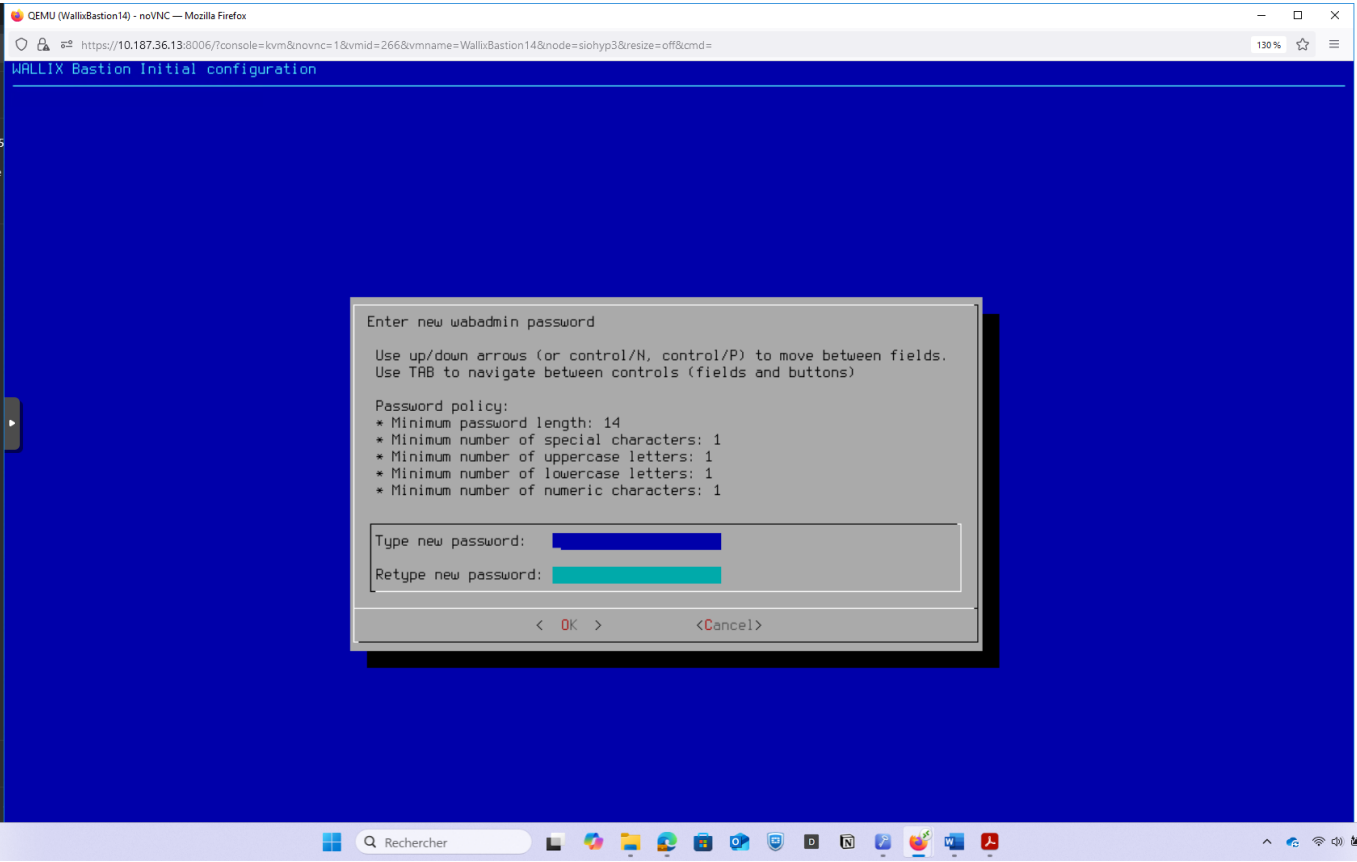 QEMU (WallixBastion14) - noVNC — Mozilla Firefox
https://10.187.36.13:8006/?console=kvm&novnc=1&vmid=266&vmname=WallixBastion14&node=siohyp3&resize=off&cmd=
130 %
WALLIX Bastion Initial configuration
Enter new wabadmin password
Use up/down arrows (or control/N, control/P) to move between fields.
Use TAB to navigate between controls (fields and buttons)
Password policy:
* Minimum password length: 14
* Minimum number of special characters: 1
* Minimum number of uppercase letters: 1
* Minimum number of lowercase letters: 1
* Minimum number of numeric characters: 1
Type new password:
Retype new password:
< OK > <Cancel>
Rechercher